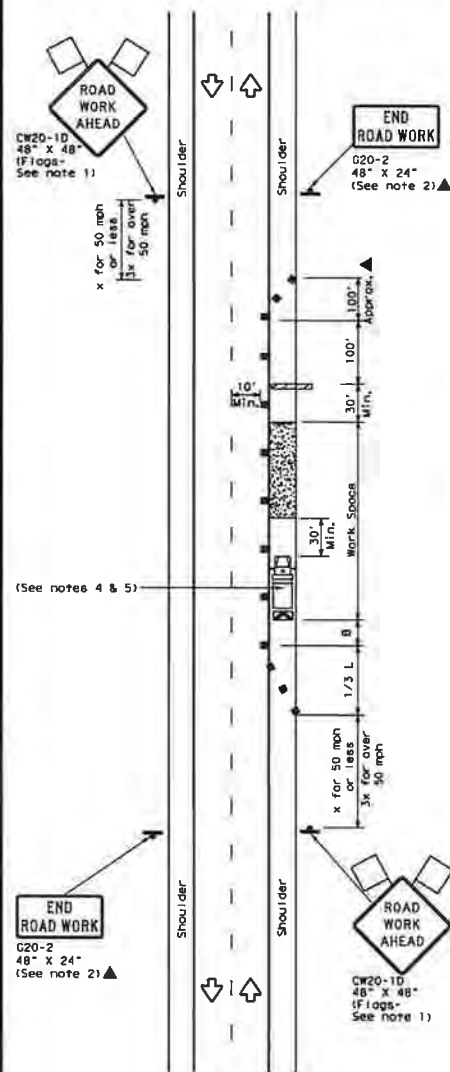 ROAD
WORK
AHEAD
CW20-1D
48" X 48"
(Flags-
See note 1)
x for 50 mph
or less
3x for over
50 mph
Shoulder
Shoulder
END
ROAD WORK
G20-2
48" X 24"
(See note 2)▲
100'
Approx.
100'
10'
Min.
30'
Min.
Work Space
30'
Min.
(See notes 4 & 5)
B
1/3 L
x for 50 mph
or less
3x for over
50 mph
END
ROAD WORK
G20-2
48" X 24"
(See note 2)▲
Shoulder
Shoulder
ROAD
WORK
AHEAD
CW20-1D
48" X 48"
(Flags-
See note 1)